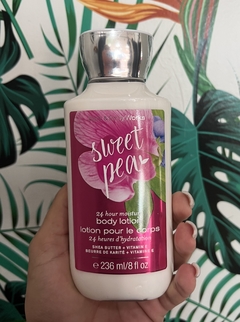 Works
sweet
pea
24 hour moisture
body lotion
lotion pour le corps
24 heures d'hydratation
SHEA BUTTER + VITAMIN
BEURRE DE KARITÉ + VITAMINE
e 236 ml/8 fl oz